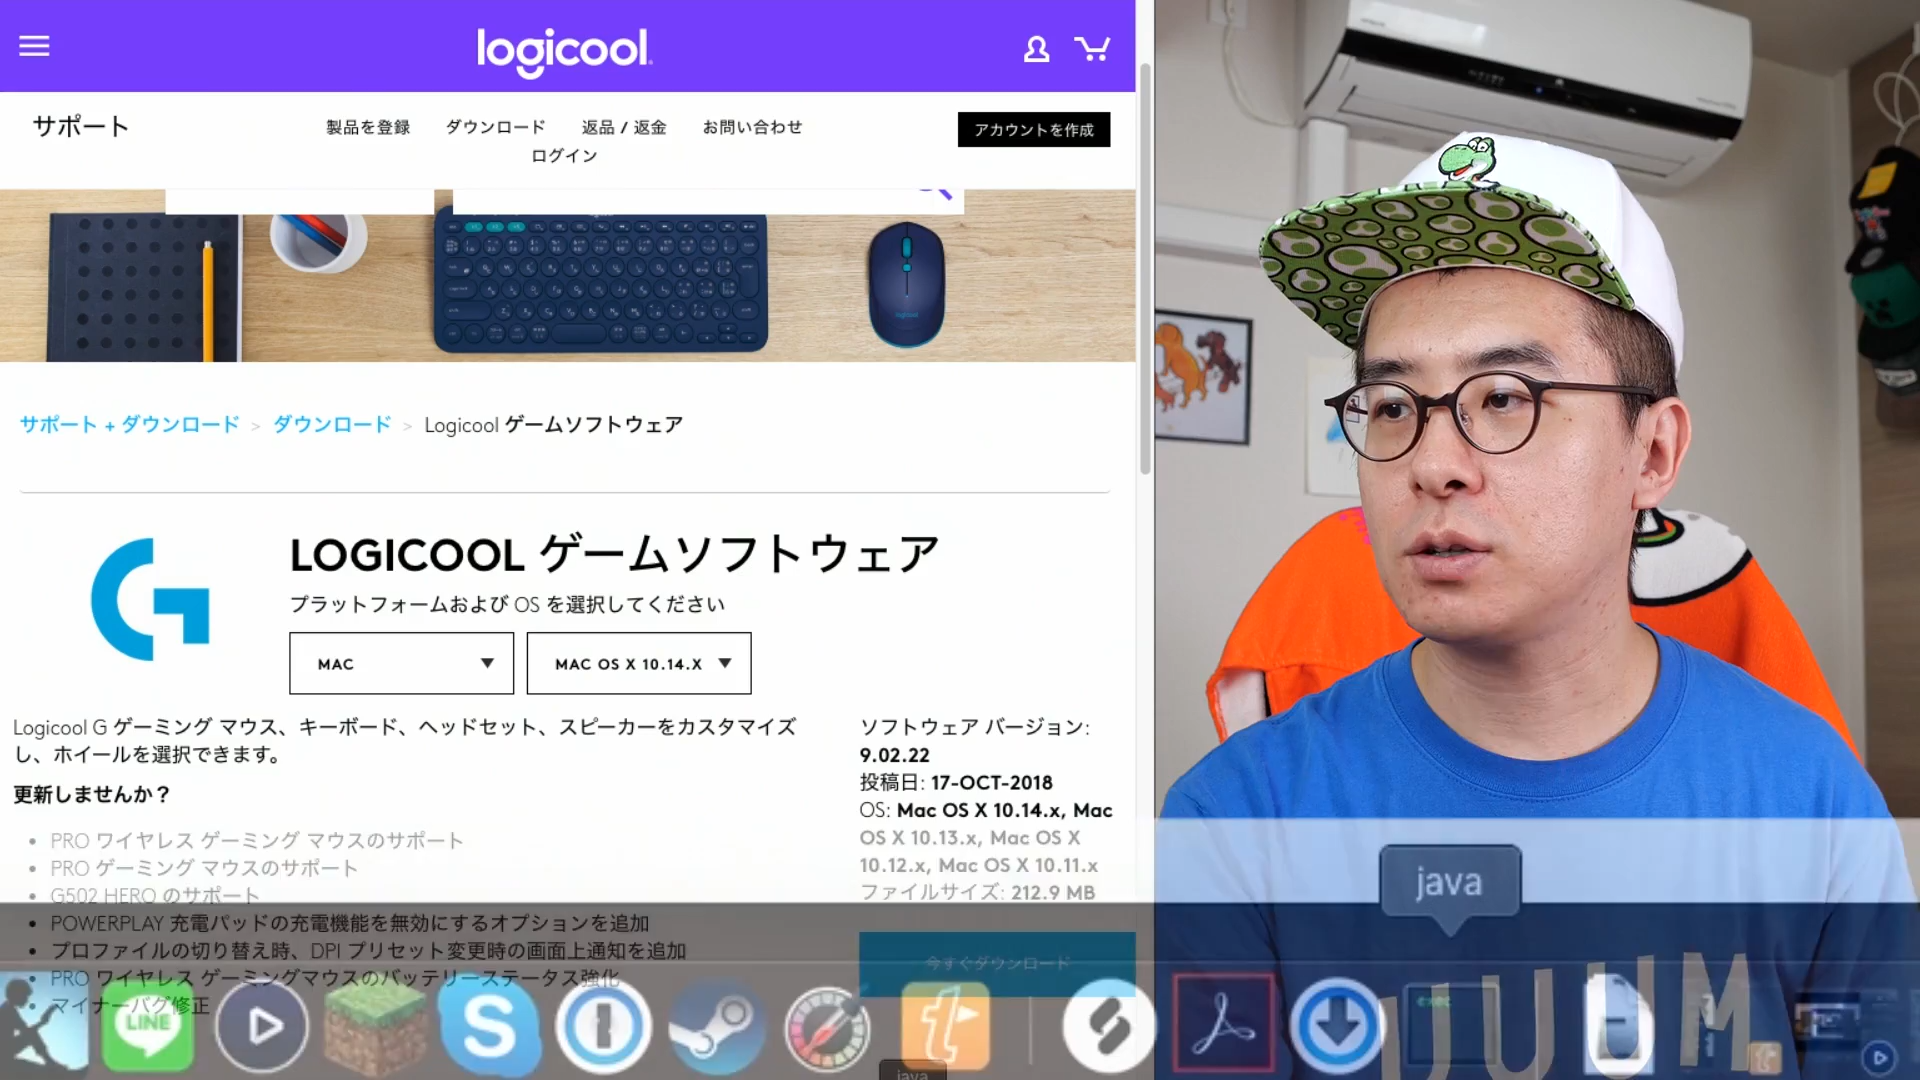 logicool
サポート
製品を登録 ダウンロード 返品 / 返金 お問い合わせ
ログイン
アカウントを作成
サポート + ダウンロード > ダウンロード > Logicool ゲームソフトウェア
LOGICOOL ゲームソフトウェア
プラットフォームおよび OS を選択してください
MAC
MAC OS X 10.14.X
Logicool G ゲーミング マウス、キーボード、ヘッドセット、スピーカーをカスタマイズ
し、ホイールを選択できます。
更新しませんか？
PRO ワイヤレス ゲーミング マウスのサポート
PRO ゲーミング マウスのサポート
G502 HERO のサポート
POWERPLAY 充電パッドの充電機能を無効にするオプションを追加
プロファイルの切り替え時、DPI プリセット変更時の画面上通知を追加
PRO ワイヤレス ゲーミングマウスのバッテリーステータス強化
マイナーバグ修正
ソフトウェア バージョン:
9.02.22
投稿日: 17-OCT-2018
OS: Mac OS X 10.14.x, Mac
OS X 10.13.x, Mac OS X
10.12.x, Mac OS X 10.11.x
ファイルサイズ: 212.9 MB
今すぐダウンロード
java
LINE
exec
UUUM
java